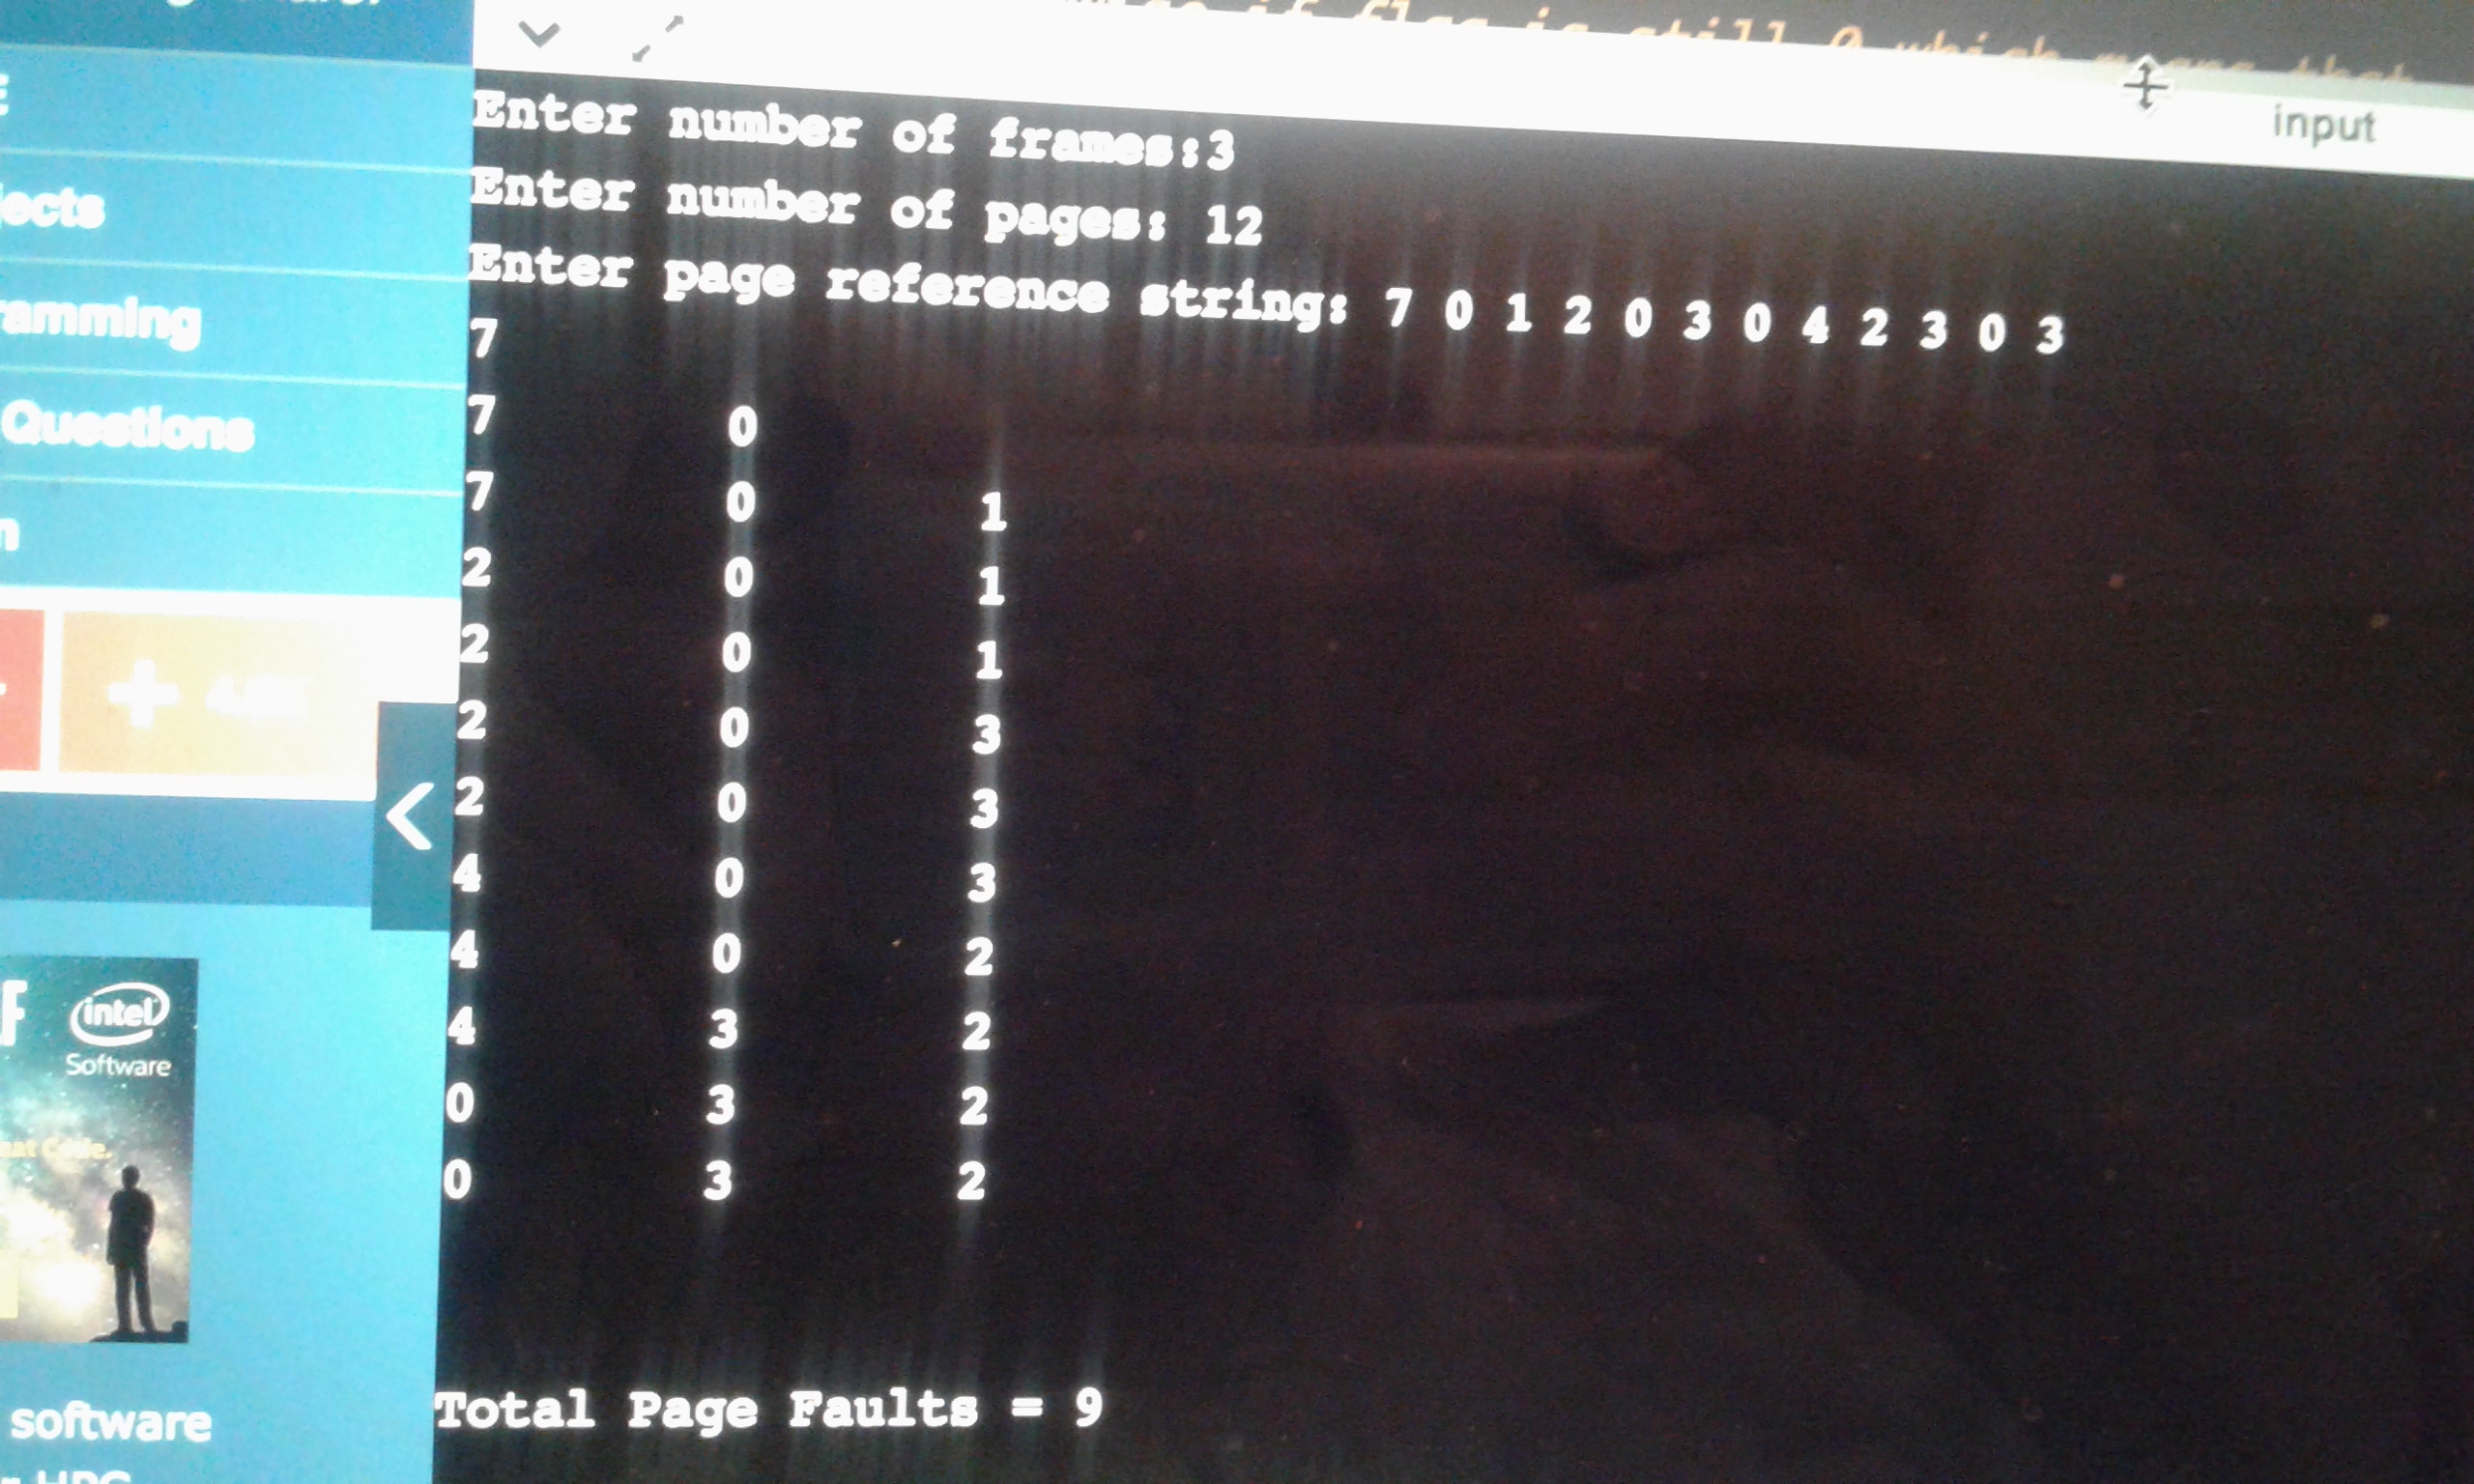 if flag is still 0 which means that
input
Enter number of frames:3
Enter number of pages: 12
Enter page reference string: 7 0 1 2 0 3 0 4 2 3 0 3
7
7 0
7 0 1
2 0 1
2 0 1
2 0 3
2 0 3
4 0 3
4 0 2
4 3 2
0 3 2
0 3 2
Total Page Faults = 9
jects
ramming
Questions
intel
Software
software